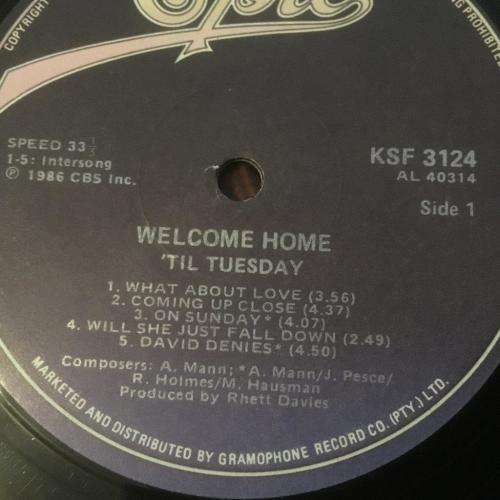 Epic
COPYRIGHT
NG PROHIBITED
SPEED 33 1/3
1-5: Intersong
℗ 1986 CBS Inc.
KSF 3124
AL 40314
Side 1
WELCOME HOME
'TIL TUESDAY
1. WHAT ABOUT LOVE (3.56)
2. COMING UP CLOSE (4.37)
3. ON SUNDAY* (4.07)
4. WILL SHE JUST FALL DOWN (2.49)
5. DAVID DENIES* (4.50)
Composers: A. Mann; *A. Mann/J. Pesce/
R. Holmes/M. Hausman
Produced by Rhett Davies
MARKETED AND DISTRIBUTED BY GRAMOPHONE RECORD CO. (PTY.) LTD.